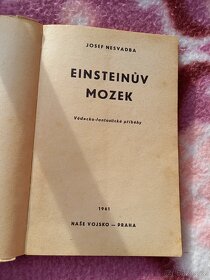 JOSEF NESVADBA
EINSTEINŮV
MOZEK
Vědecko-fantastické příběhy
1961
NAŠE VOJSKO — PRAHA